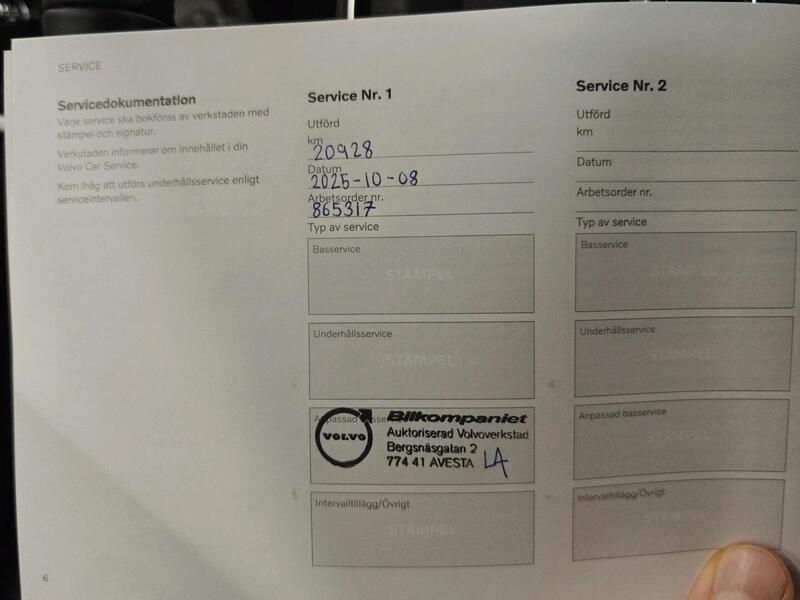 SERVICE
Servicedokumentation
Varje service ska bokföras av verkstaden med
stämpel och signatur.
Verkstaden informerar om innehållet i din
Volvo Car Service.
Kom ihåg att utföra underhållsservice enligt
serviceintervallen.
Service Nr. 1
Utförd
km
20928
Datum
2025-10-08
Arbetsorder nr.
865317
Typ av service
Basservice
STÄMPEL
Underhållsservice
STÄMPEL
Anpassad basservice
VOLVO
Bilkompaniet
Auktoriserad Volvoverkstad
Bergsnäsgatan 2
774 41 AVESTA LA
Intervalltillägg/Övrigt
STÄMPEL
Service Nr. 2
Utförd
km
Datum
Arbetsorder nr.
Typ av service
Basservice
STÄMPEL
Underhållsservice
STÄMPEL
Anpassad basservice
STÄMPEL
Intervalltillägg/Övrigt
STÄMPEL
6